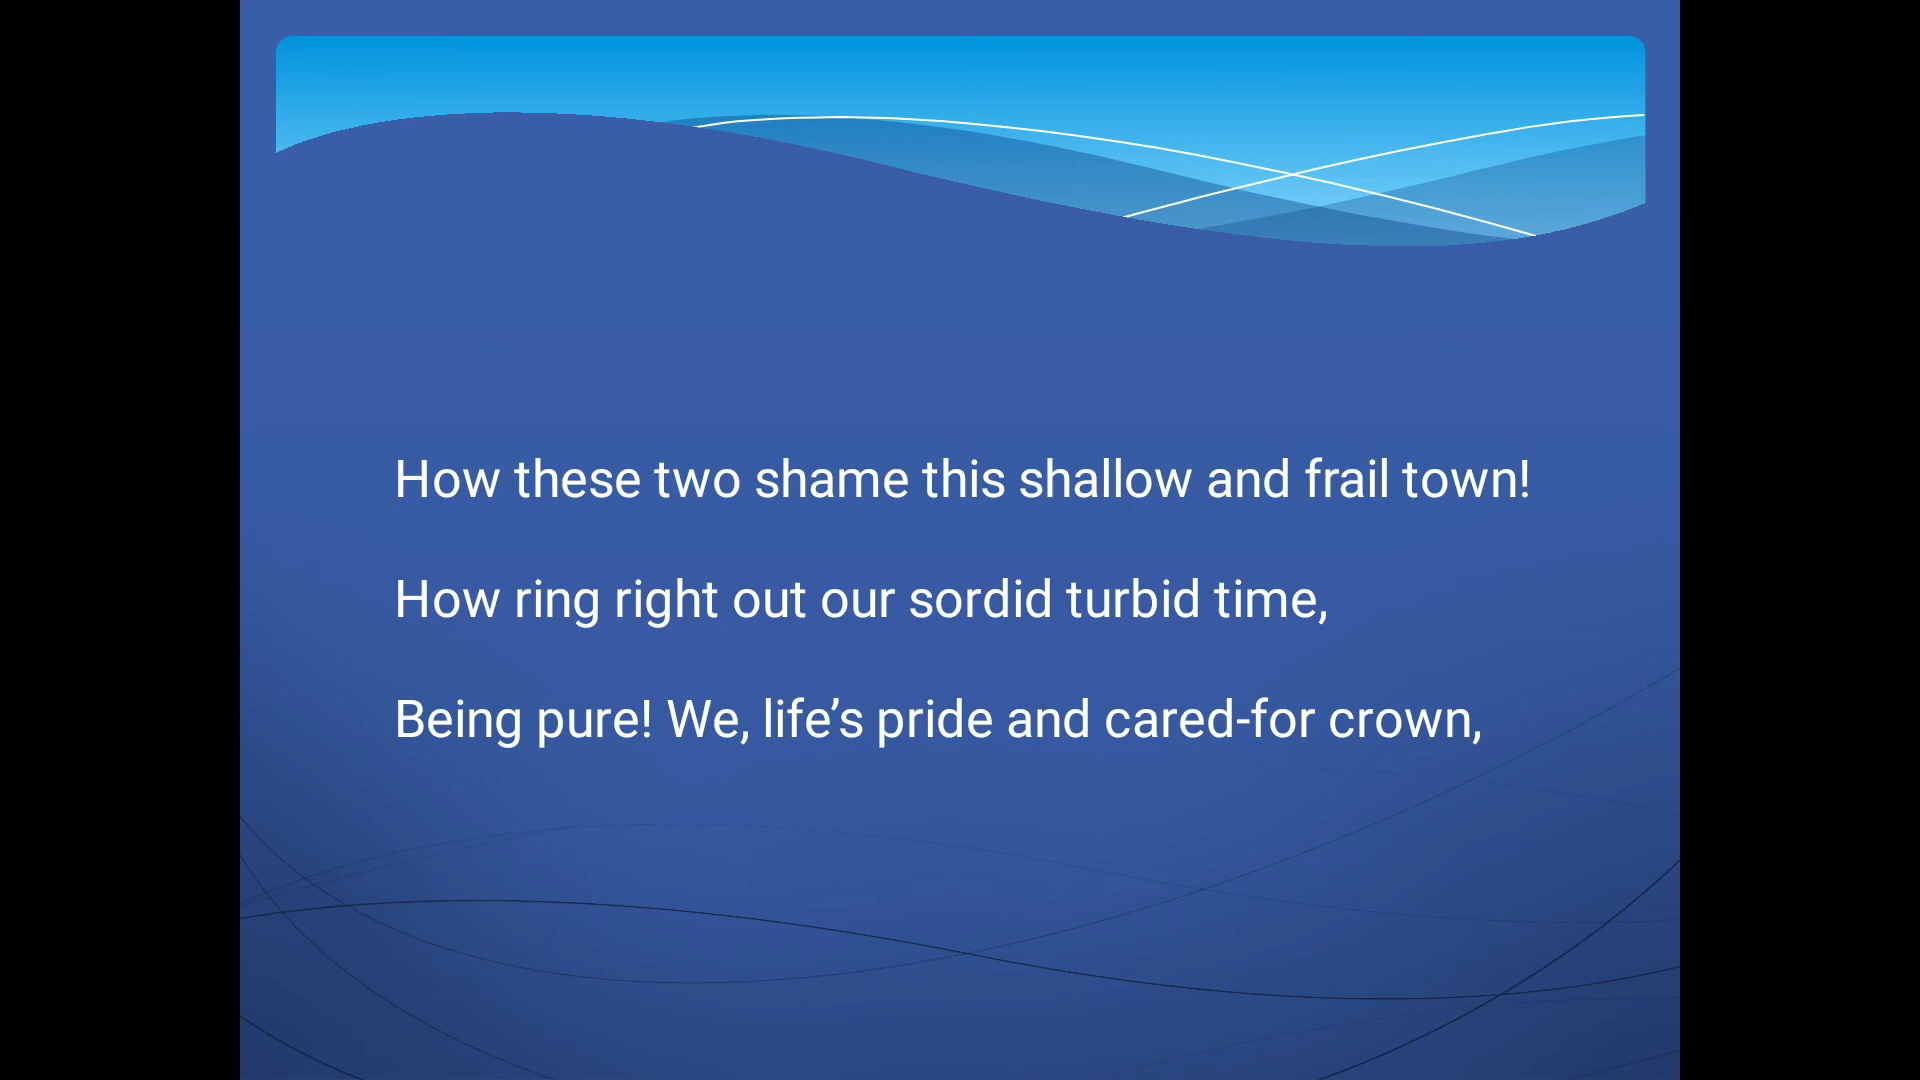 How these two shame this shallow and frail town!
How ring right out our sordid turbid time,
Being pure! We, life’s pride and cared-for crown,